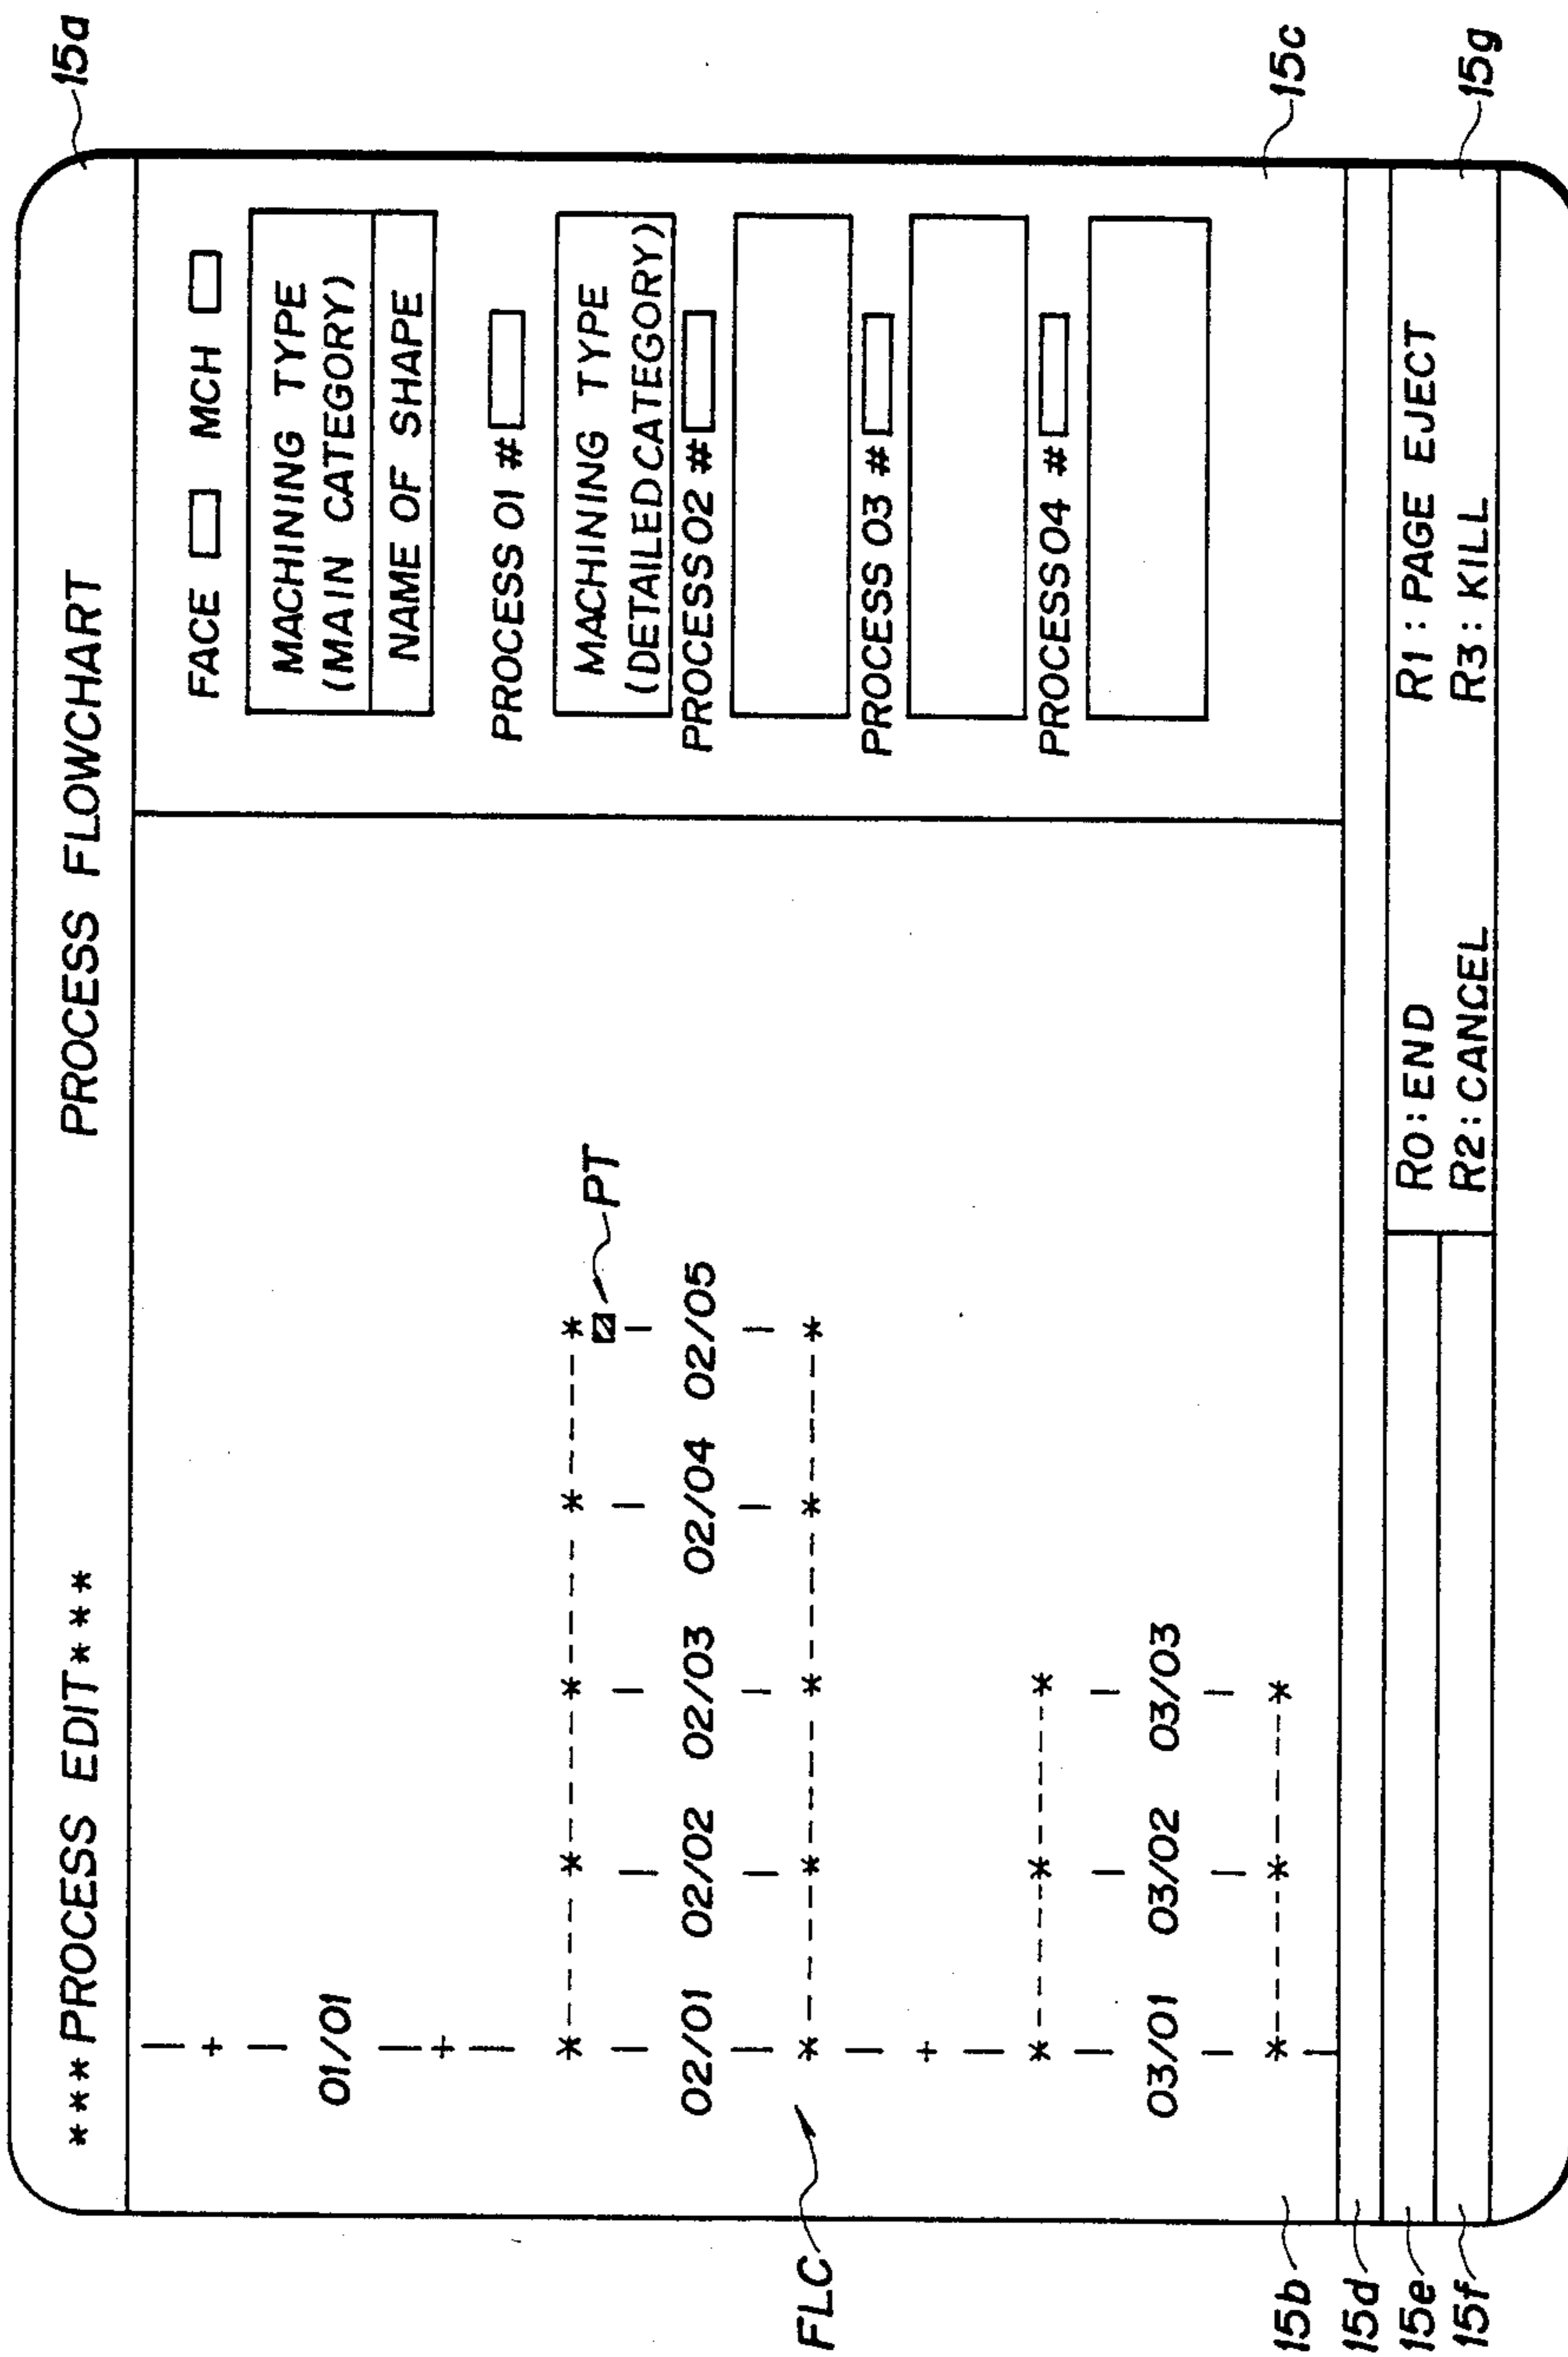 ***PROCESS EDIT*** PROCESS FLOWCHART
15a
FACE MCH
MACHINING TYPE
(MAIN CATEGORY)
NAME OF SHAPE
PROCESS 01 #
MACHINING TYPE
(DETAILED CATEGORY)
PROCESS 02 #
PROCESS 03 #
PROCESS 04 #
15c
01/01
PT
02/01 02/02 02/03 02/04 02/05
FLC
03/01 03/02 03/03
15b
15d
15e
15f
R0:END R1:PAGE EJECT
R2:CANCEL R3:KILL
15g